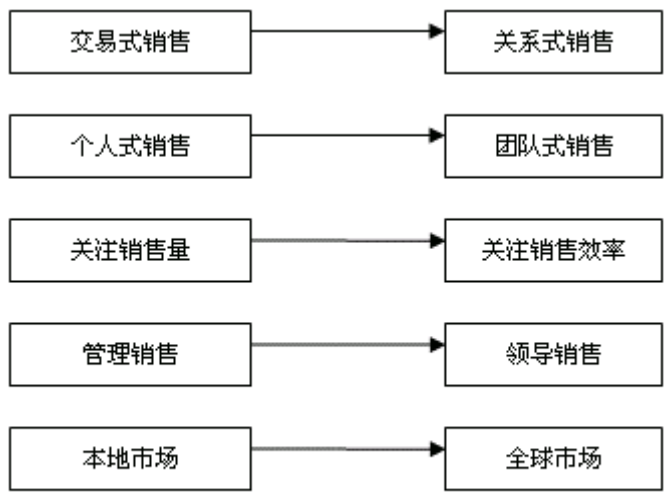 交易式销售
关系式销售
个人式销售
团队式销售
关注销售量
关注销售效率
管理销售
领导销售
本地市场
全球市场